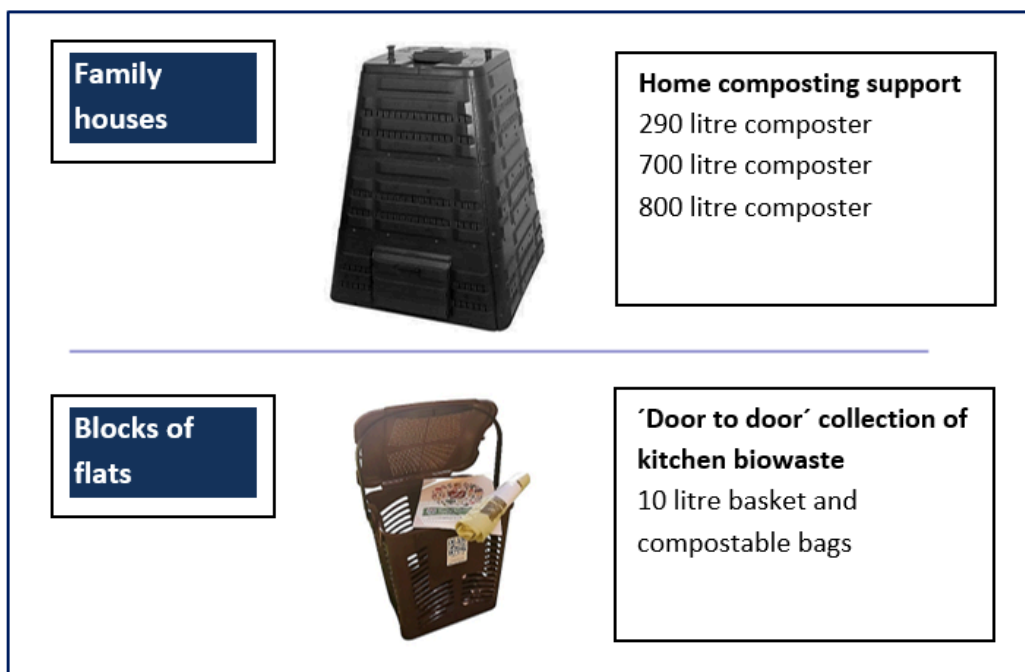 Family
houses
Home composting support
290 litre composter
700 litre composter
800 litre composter
Blocks of
flats
´Door to door´ collection of
kitchen biowaste
10 litre basket and
compostable bags